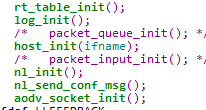 rt_table_init();
log_init();
/*   packet_queue_init(); */
host_init(ifname);
/*   packet_input_init(); */
nl_init();
nl_send_conf_msg();
aodv_socket_init();